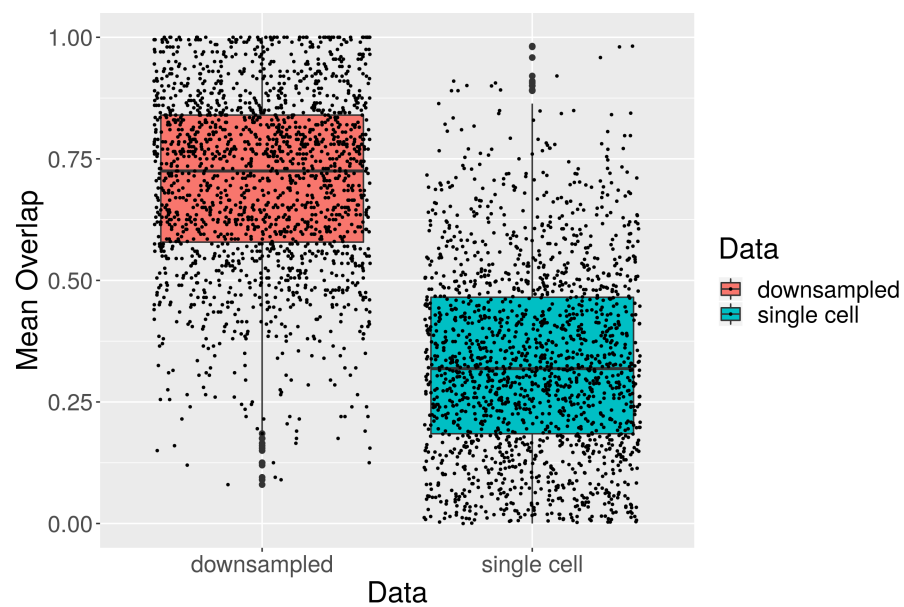 Mean Overlap
1.00
0.75
0.50
0.25
0.00
downsampled single cell
Data
Data
downsampled
single cell